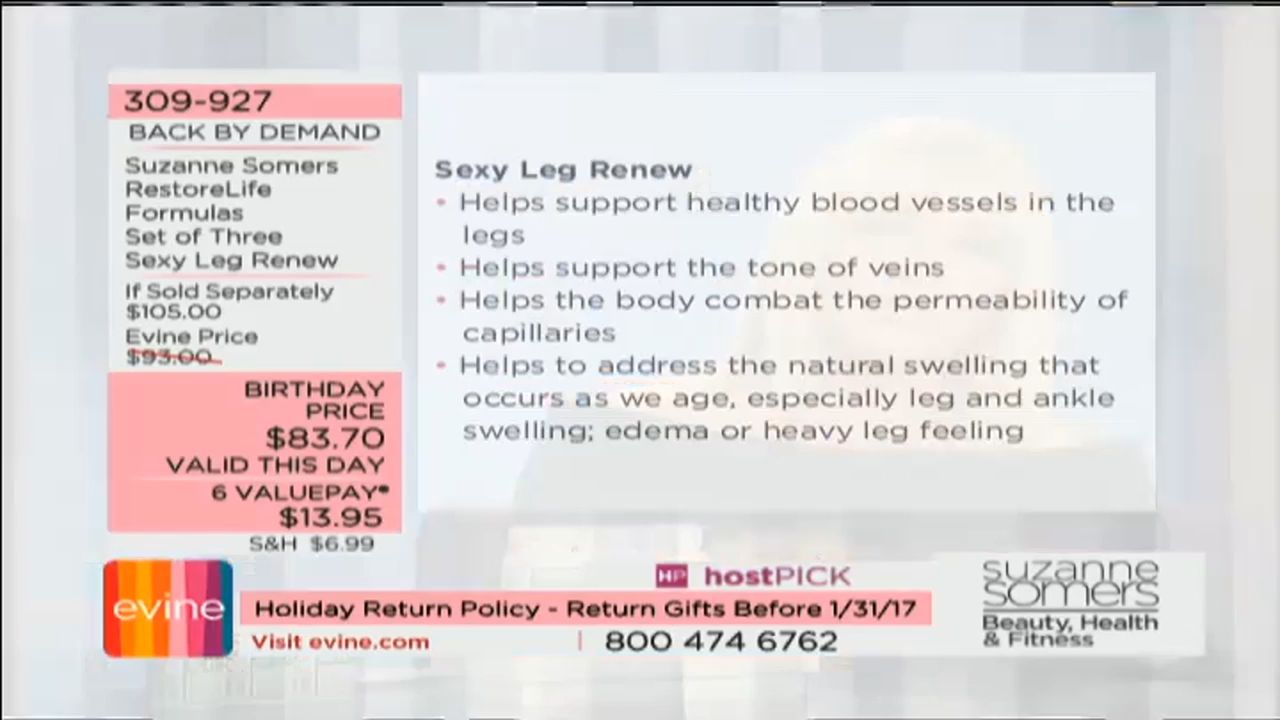 309-927
BACK BY DEMAND
Suzanne Somers
RestoreLife
Formulas
Set of Three
Sexy Leg Renew
If Sold Separately
$105.00
Evine Price
$93.00
BIRTHDAY
PRICE
$83.70
VALID THIS DAY
6 VALUEPAY®
$13.95
S&H $6.99
Sexy Leg Renew
• Helps support healthy blood vessels in the
legs
• Helps support the tone of veins
• Helps the body combat the permeability of
capillaries
• Helps to address the natural swelling that
occurs as we age, especially leg and ankle
swelling; edema or heavy leg feeling
evine
HP hostPICK
Holiday Return Policy - Return Gifts Before 1/31/17
Visit evine.com | 800 474 6762
suzanne
somers
Beauty, Health
& Fitness